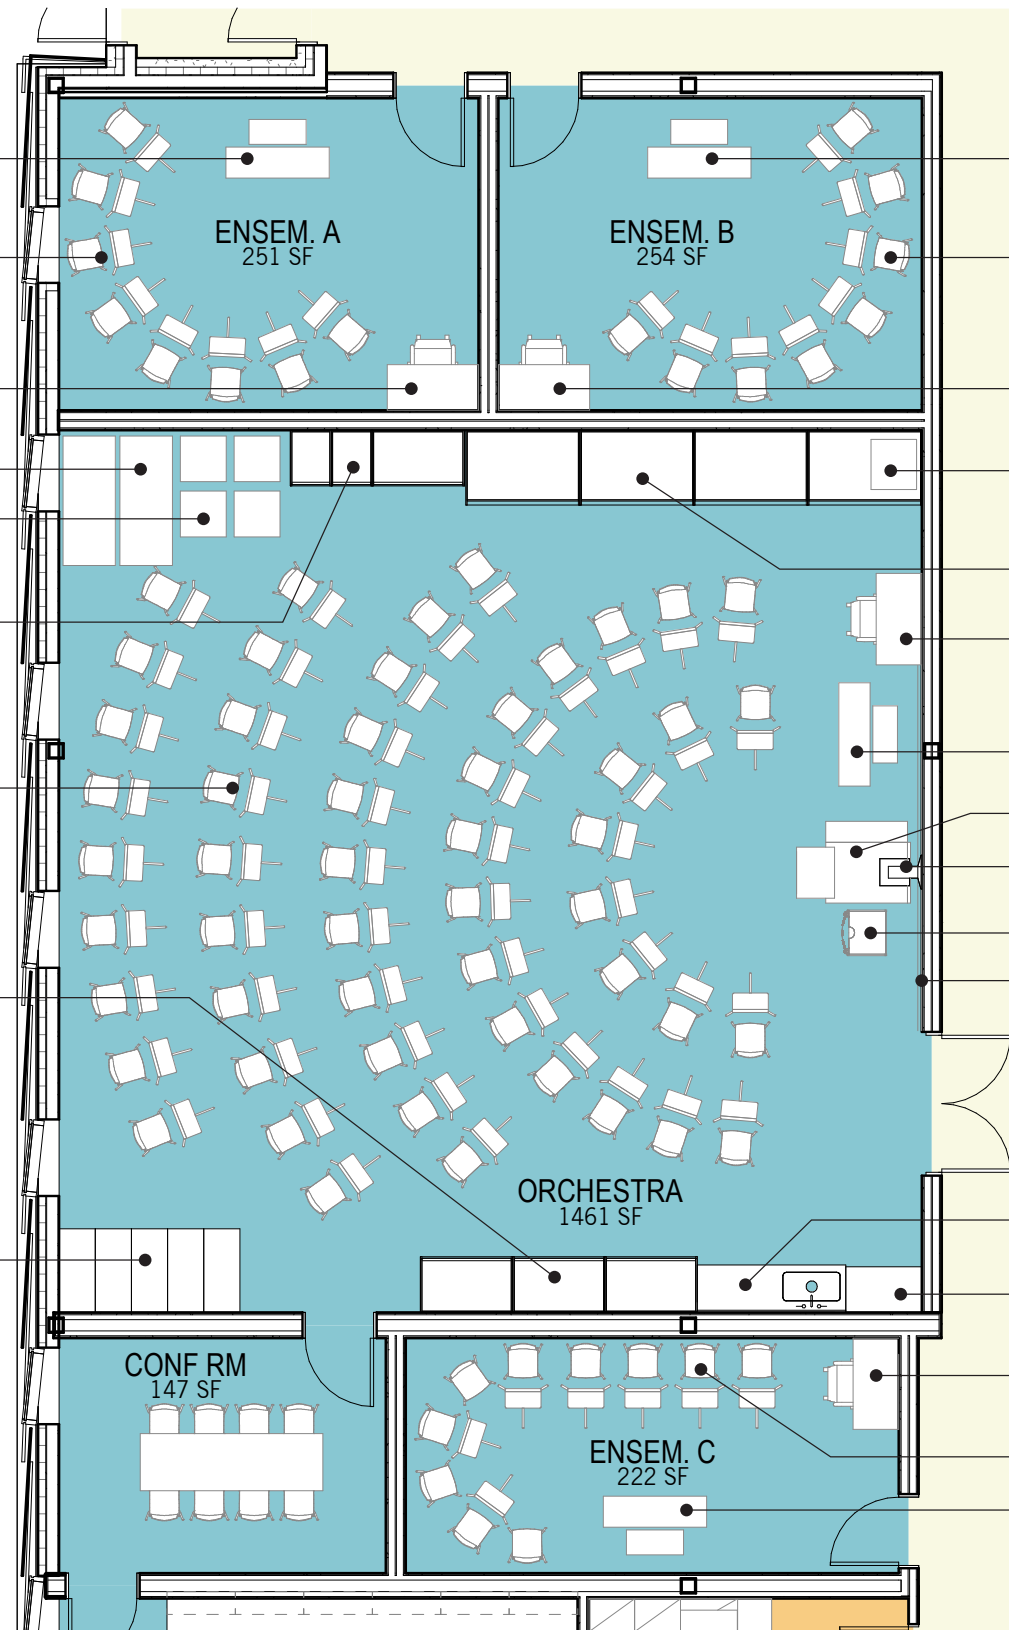 ENSEM. A
251 SF
ENSEM. B
254 SF
ORCHESTRA
1461 SF
CONF RM
147 SF
ENSEM. C
222 SF